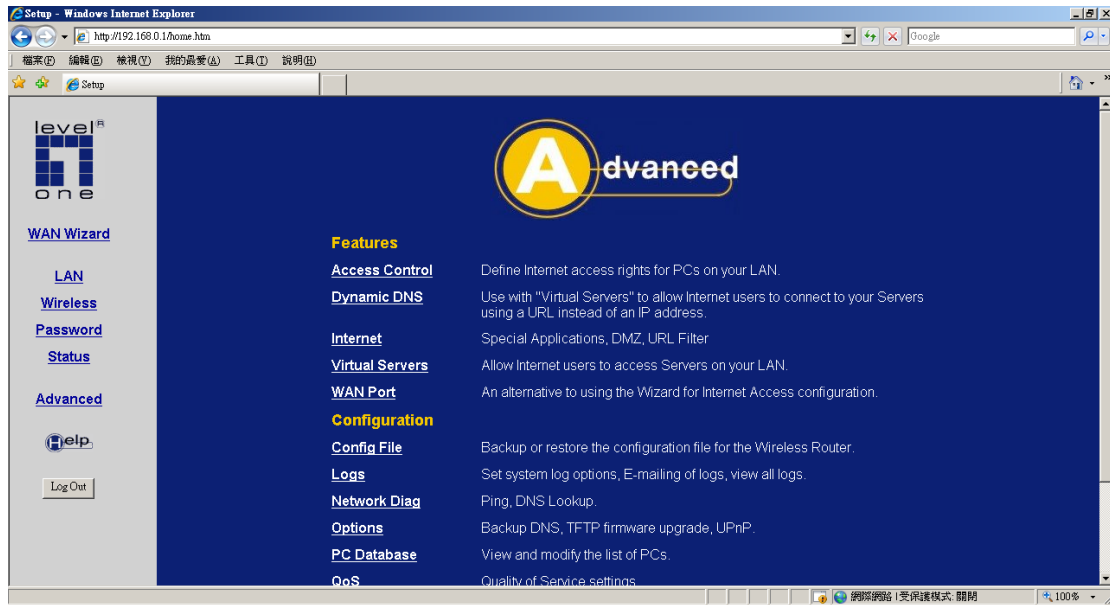 Setup - Windows Internet Explorer
http://192.168.0.1/home.htm
Google
檔案(F) 編輯(E) 檢視(V) 我的最愛(A) 工具(T) 說明(H)
Setup
level®
one
WAN Wizard
LAN
Wireless
Password
Status
Advanced
Help
Log Out
Advanced
Features
Access Control Define Internet access rights for PCs on your LAN.
Dynamic DNS Use with "Virtual Servers" to allow Internet users to connect to your Servers
using a URL instead of an IP address.
Internet Special Applications, DMZ, URL Filter
Virtual Servers Allow Internet users to access Servers on your LAN.
WAN Port An alternative to using the Wizard for Internet Access configuration.
Configuration
Config File Backup or restore the configuration file for the Wireless Router.
Logs Set system log options, E-mailing of logs, view all logs.
Network Diag Ping, DNS Lookup.
Options Backup DNS, TFTP firmware upgrade, UPnP.
PC Database View and modify the list of PCs.
QoS Quality of Service settings
網際網路 | 受保護模式: 關閉
100%